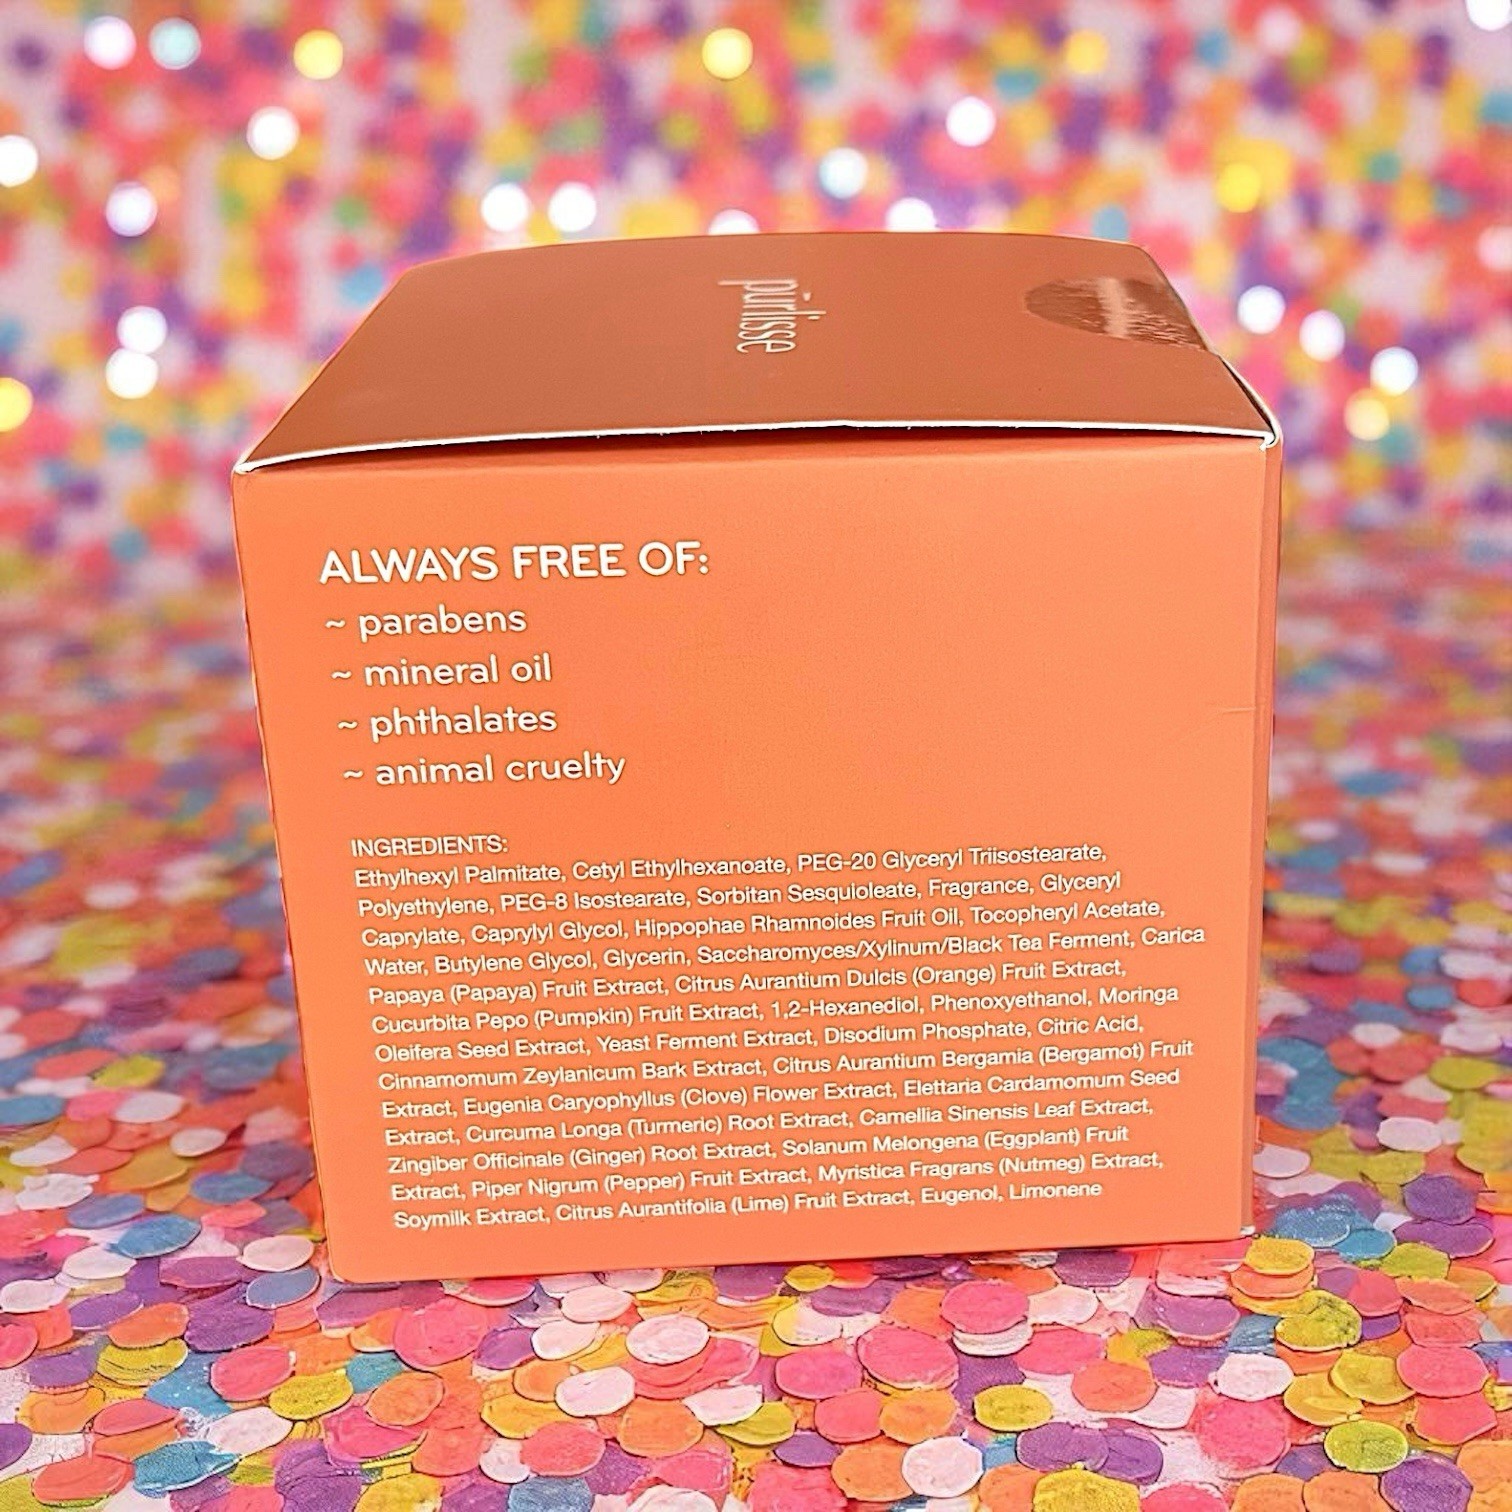 pürlisse
ALWAYS FREE OF:
~ parabens
~ mineral oil
~ phthalates
~ animal cruelty
INGREDIENTS:
Ethylhexyl Palmitate, Cetyl Ethylhexanoate, PEG-20 Glyceryl Triisostearate,
Polyethylene, PEG-8 Isostearate, Sorbitan Sesquioleate, Fragrance, Glyceryl
Caprylate, Caprylyl Glycol, Hippophae Rhamnoides Fruit Oil, Tocopheryl Acetate,
Water, Butylene Glycol, Glycerin, Saccharomyces/Xylinum/Black Tea Ferment, Carica
Papaya (Papaya) Fruit Extract, Citrus Aurantium Dulcis (Orange) Fruit Extract,
Cucurbita Pepo (Pumpkin) Fruit Extract, 1,2-Hexanediol, Phenoxyethanol, Moringa
Oleifera Seed Extract, Yeast Ferment Extract, Disodium Phosphate, Citric Acid,
Cinnamomum Zeylanicum Bark Extract, Citrus Aurantium Bergamia (Bergamot) Fruit
Extract, Eugenia Caryophyllus (Clove) Flower Extract, Elettaria Cardamomum Seed
Extract, Curcuma Longa (Turmeric) Root Extract, Camellia Sinensis Leaf Extract,
Zingiber Officinale (Ginger) Root Extract, Solanum Melongena (Eggplant) Fruit
Extract, Piper Nigrum (Pepper) Fruit Extract, Myristica Fragrans (Nutmeg) Extract,
Soymilk Extract, Citrus Aurantifolia (Lime) Fruit Extract, Eugenol, Limonene